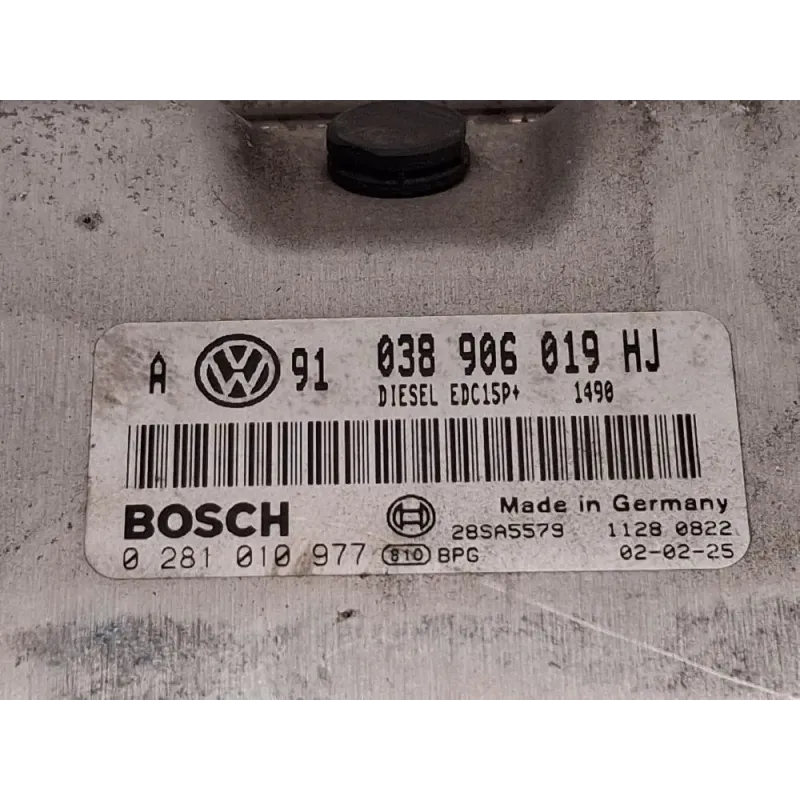 A VW 91 038 906 019 HJ
DIESEL EDC15P+ 1490
BOSCH
Made in Germany
28SA5579 1128 0822
0 281 010 977 810 BPG 02-02-25